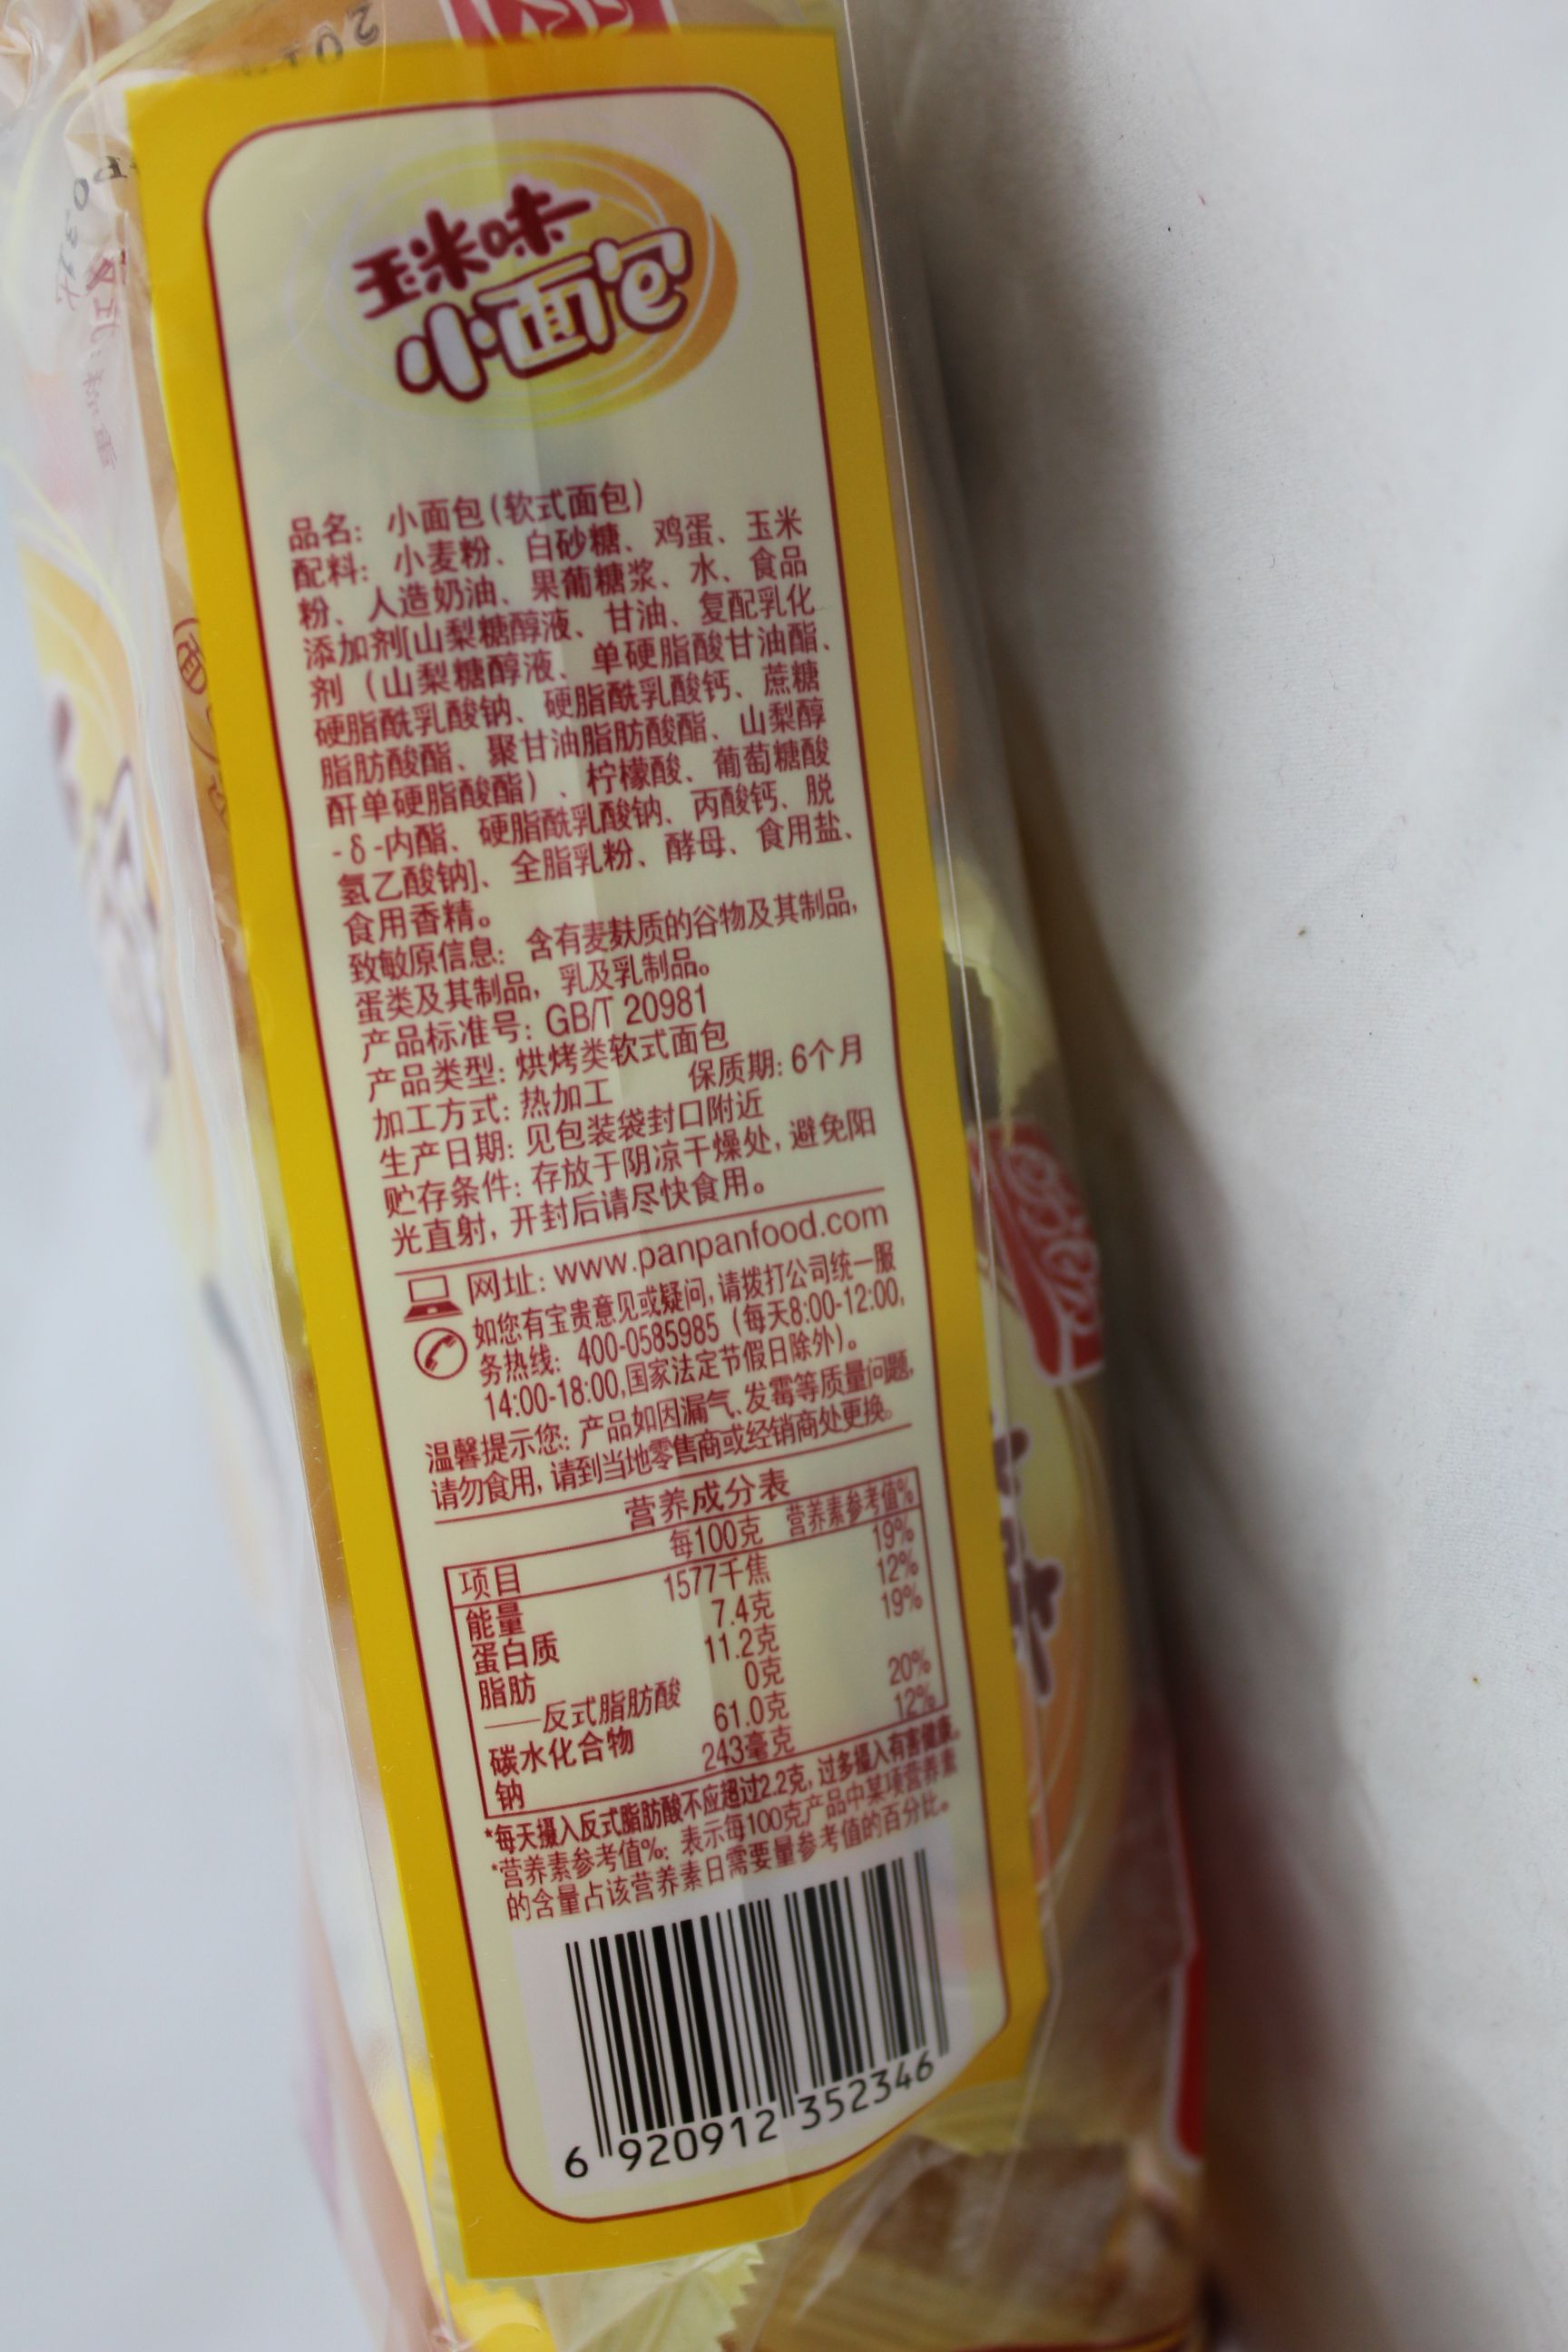 玉米味
小面包
品名: 小面包(软式面包)
配料: 小麦粉、白砂糖、鸡蛋、玉米
粉、人造奶油、果葡糖浆、水、食品
添加剂[山梨糖醇液、甘油、复配乳化
剂 (山梨糖醇液、单硬脂酸甘油酯、
硬脂酰乳酸钠、硬脂酰乳酸钙、蔗糖
脂肪酸酯、聚甘油脂肪酸酯、山梨醇
酐单硬脂酸酯) 、柠檬酸、葡萄糖酸
-δ-内酯、硬脂酰乳酸钠、丙酸钙、脱
氢乙酸钠]、全脂乳粉、酵母、食用盐、
食用香精。
致敏原信息: 含有麦麸质的谷物及其制品,
蛋类及其制品, 乳及乳制品。
产品标准号: GB/T 20981
产品类型: 烘烤类软式面包
加工方式: 热加工 保质期: 6个月
生产日期: 见包装袋封口附近
贮存条件: 存放于阴凉干燥处, 避免阳
光直射, 开封后请尽快食用。
网址: www.panpanfood.com
如您有宝贵意见或疑问, 请拨打公司统一服
务热线: 400-0585985 (每天8:00-12:00,
14:00-18:00,国家法定节假日除外)。
温馨提示您: 产品如因漏气、发霉等质量问题,
请勿食用, 请到当地零售商或经销商处更换。
营养成分表
项目 每100克 营养素参考值%
能量 1577千焦 19%
蛋白质 7.4克 12%
脂肪 11.2克 19%
——反式脂肪酸 0克
碳水化合物 61.0克 20%
钠 243毫克 12%
*每天摄入反式脂肪酸不应超过2.2克, 过多摄入有害健康。
*营养素参考值%: 表示每100克产品中某项营养素
的含量占该营养素日需要量参考值的百分比。
6 920912 352346